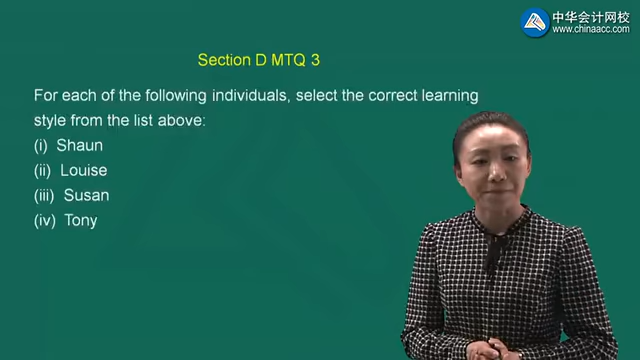 中华会计网校
www.chinaacc.com
Section D MTQ 3
For each of the following individuals, select the correct learning
style from the list above:
(i) Shaun
(ii) Louise
(iii) Susan
(iv) Tony